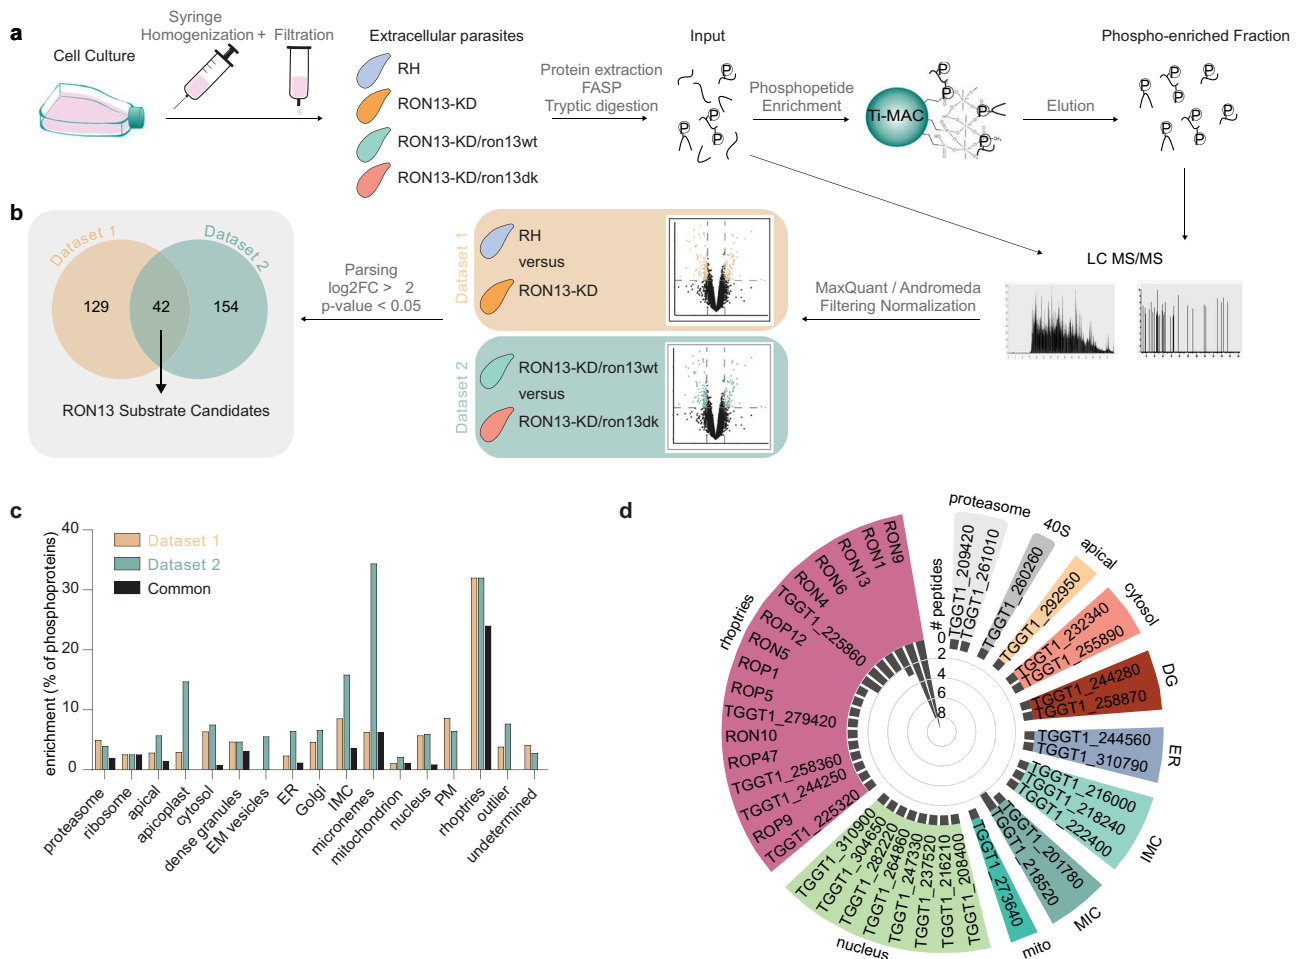 a
Syringe
Homogenization + Filtration
Cell Culture
Extracellular parasites
RH
RON13-KD
RON13-KD/ron13wt
RON13-KD/ron13dk
Protein extraction
FASP
Tryptic digestion
Input
P
P
P
P
P
P
Phosphopetide
Enrichment
Ti-MAC
P
P
P
P
Elution
Phospho-enriched Fraction
P
P
P
P
P
P
P
P
LC MS/MS
MaxQuant / Andromeda
Filtering Normalization
b
Dataset 1
Dataset 2
129
42
154
RON13 Substrate Candidates
Parsing
log2FC > 2
p-value < 0.05
Dataset 1
RH
versus
RON13-KD
Dataset 2
RON13-KD/ron13wt
versus
RON13-KD/ron13dk
c
enrichment (% of phosphoproteins)
40
30
20
10
0
Dataset 1
Dataset 2
Common
proteasome
ribosome
apical
apicoplast
cytosol
dense granules
EM vesicles
ER
Golgi
IMC
micronemes
mitochondrion
nucleus
PM
rhoptries
outlier
undetermined
d
# peptides
0
2
4
6
8
proteasome
TGGT1_209420
TGGT1_261010
40S
TGGT1_260260
apical
TGGT1_292950
cytosol
TGGT1_232340
TGGT1_255890
DG
TGGT1_244280
TGGT1_258870
ER
TGGT1_244560
TGGT1_310790
IMC
TGGT1_216000
TGGT1_218240
TGGT1_222400
MIC
TGGT1_201780
TGGT1_218520
mito
TGGT1_273640
nucleus
TGGT1_208400
TGGT1_216210
TGGT1_237520
TGGT1_247330
TGGT1_264860
TGGT1_282220
TGGT1_304650
TGGT1_310900
rhoptries
TGGT1_225320
ROP9
TGGT1_244250
TGGT1_258360
ROP47
RON10
TGGT1_279420
ROP5
ROP1
RON5
ROP12
TGGT1_225860
RON4
RON6
RON13
RON1
RON9